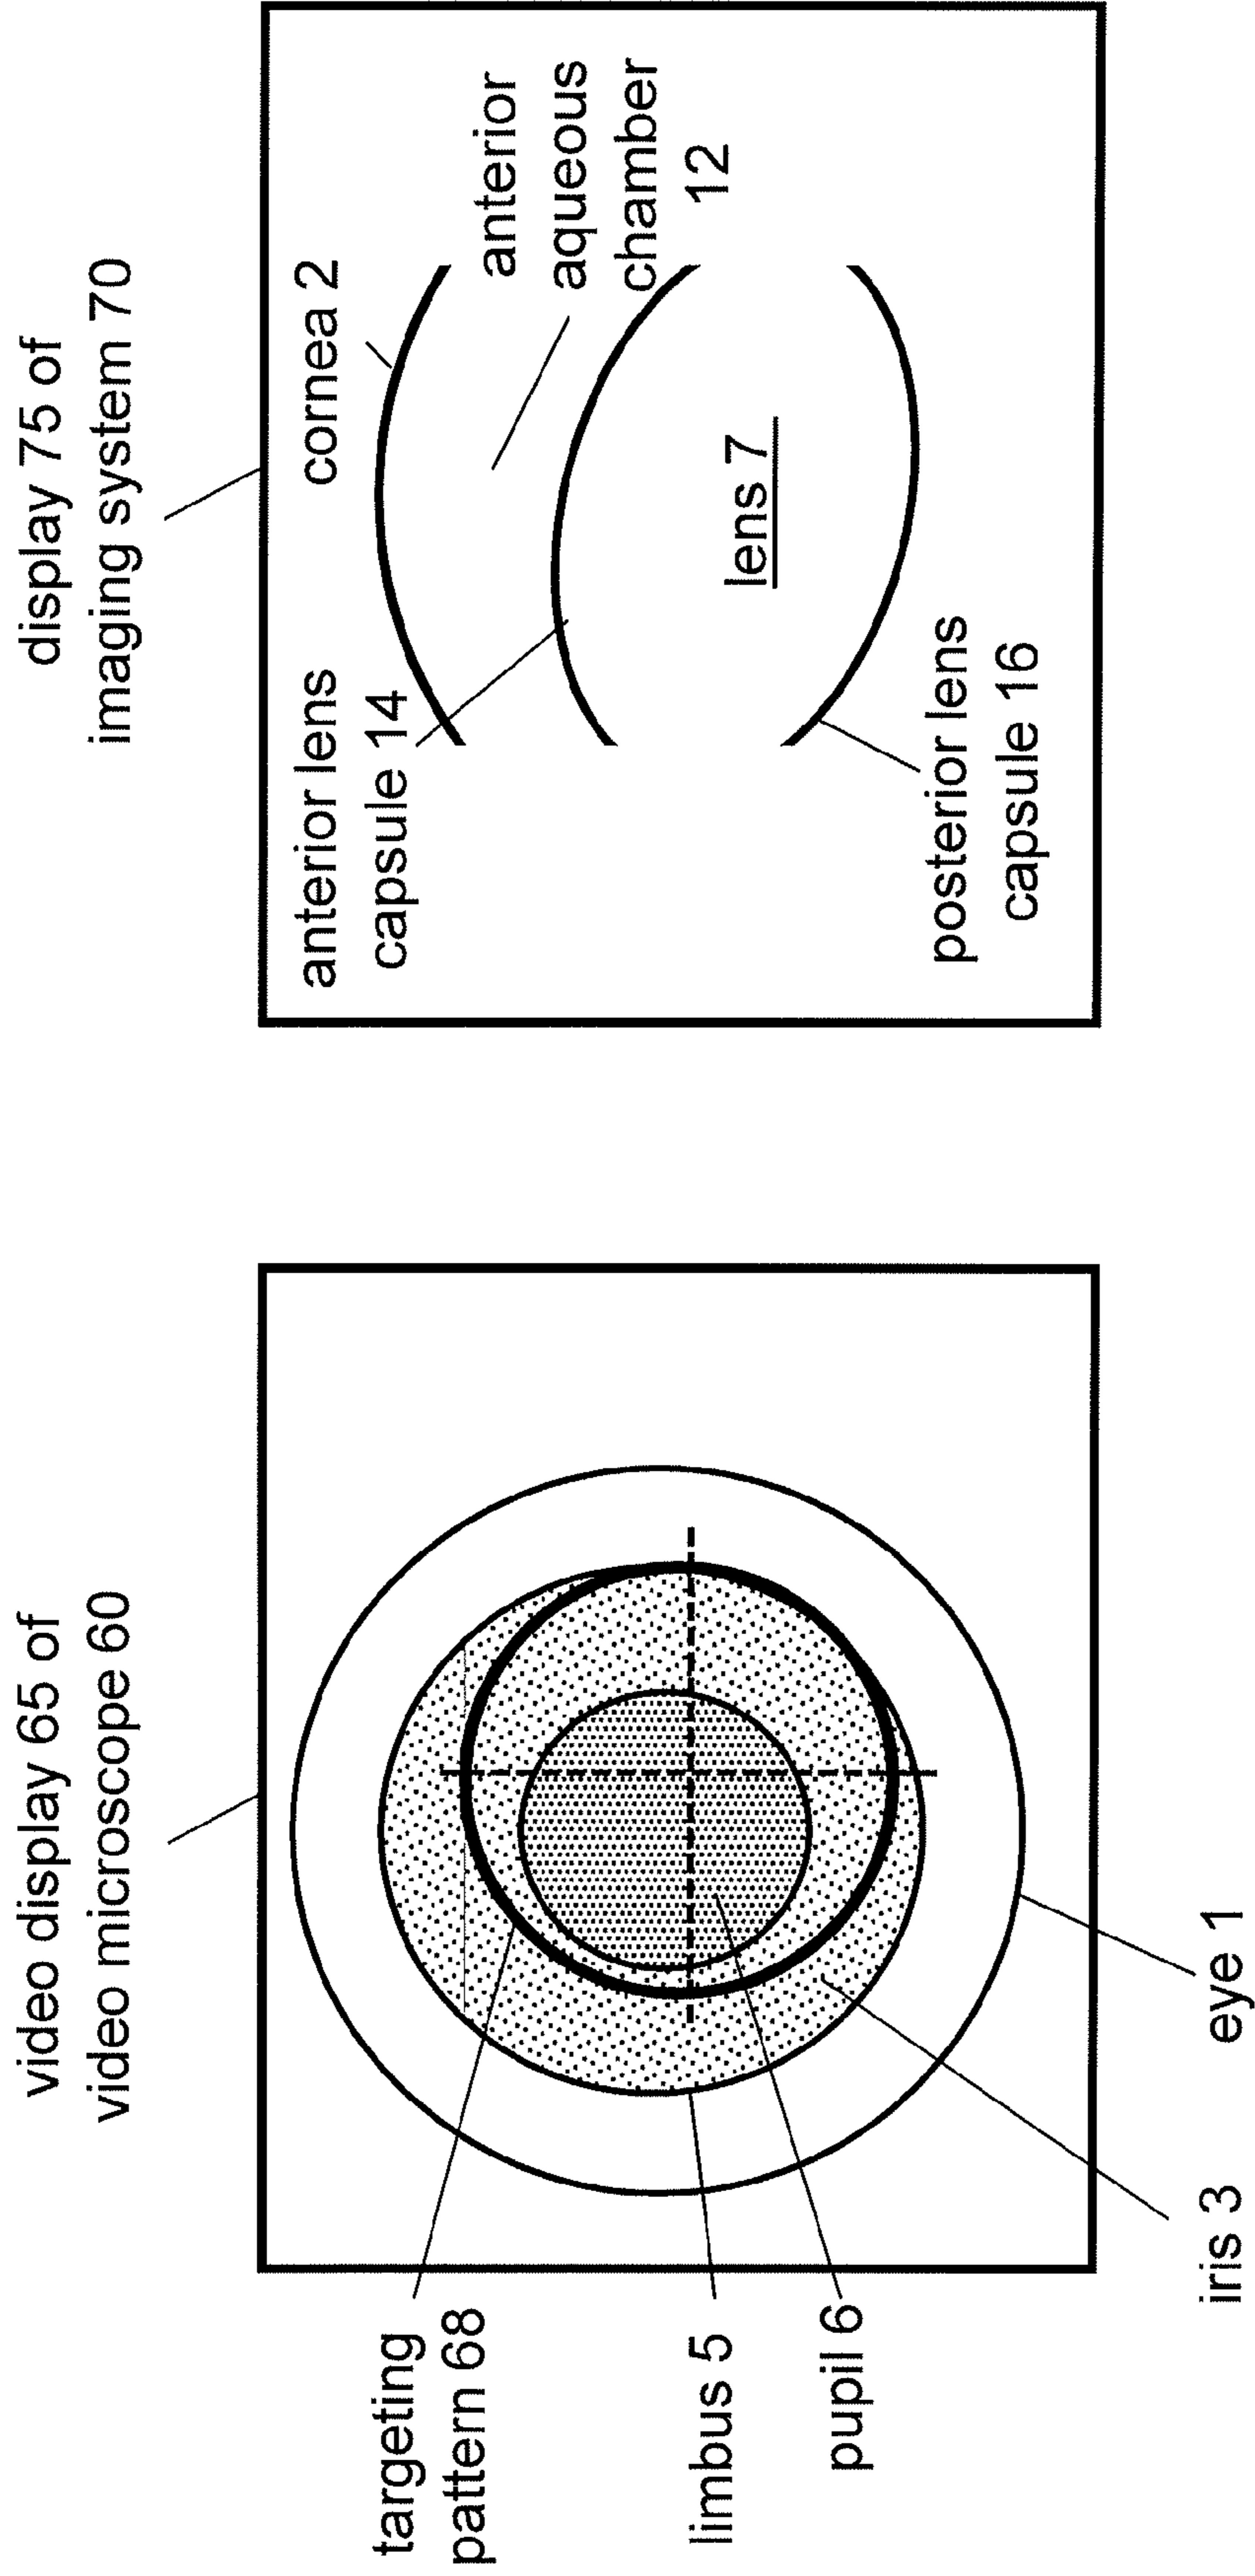 video display 65 of
video microscope 60
targeting
pattern 68
limbus 5
pupil 6
iris 3
eye 1
display 75 of
imaging system 70
anterior lens
capsule 14
cornea 2
anterior
aqueous
chamber
12
lens 7
posterior lens
capsule 16